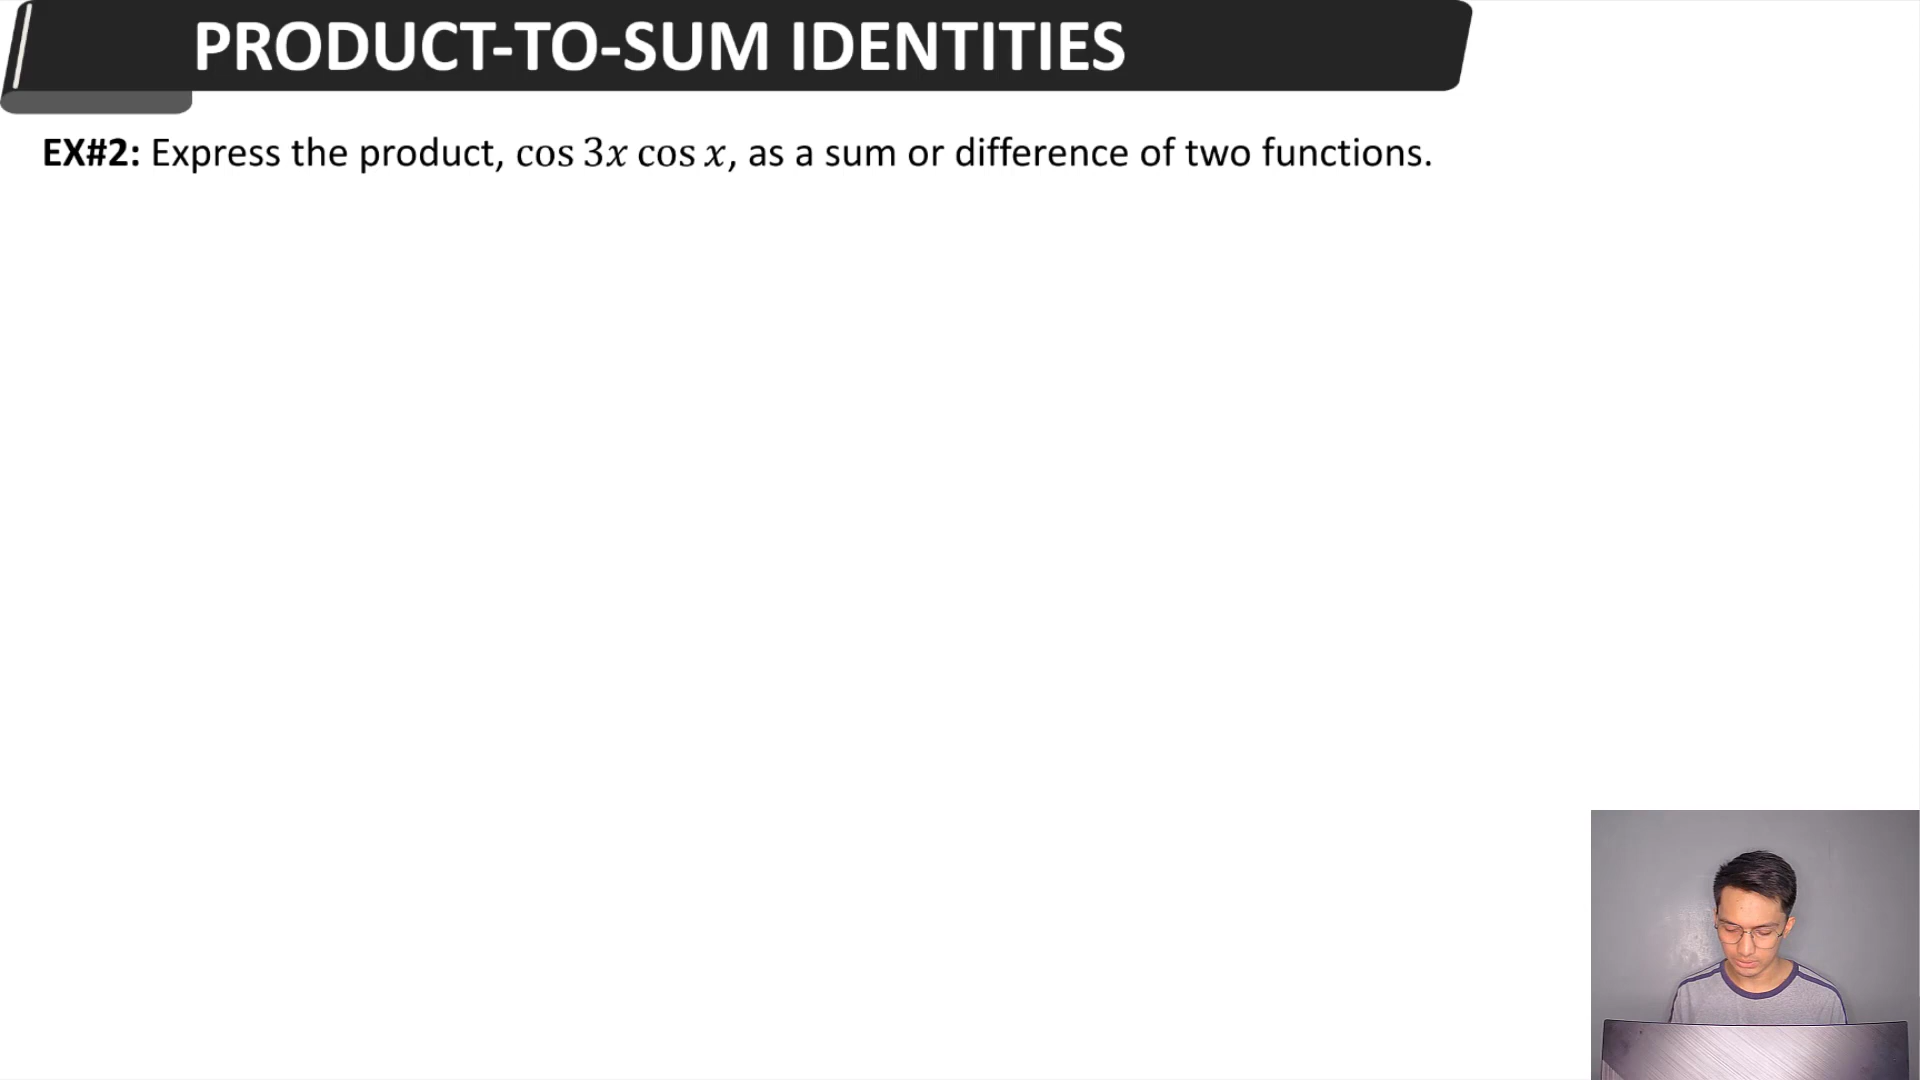 PRODUCT-TO-SUM IDENTITIES
EX#2: Express the product, cos 3x cos x, as a sum or difference of two functions.